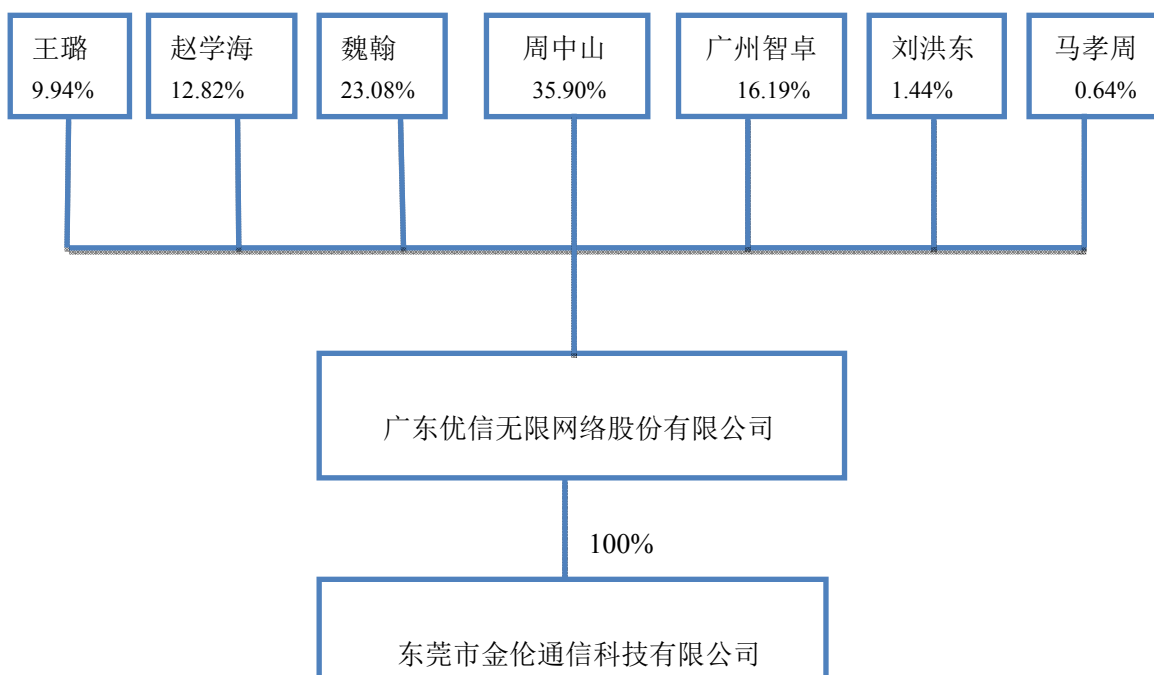 王璐
9.94%
赵学海
12.82%
魏翰
23.08%
周中山
35.90%
广州智卓
16.19%
刘洪东
1.44%
马孝周
0.64%
广东优信无限网络股份有限公司
100%
东莞市金伦通信科技有限公司